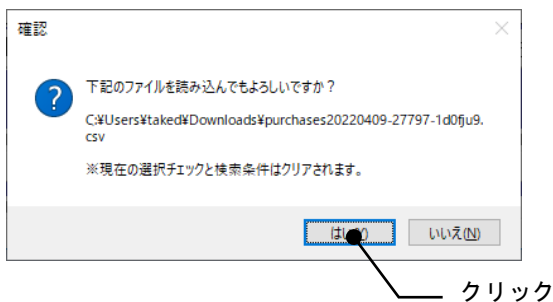 確認
下記のファイルを読み込んでもよろしいですか？
C:¥Users¥taked¥Downloads¥purchases20220409-27797-1d0fju9.
csv
※現在の選択チェックと検索条件はクリアされます。
いいえ(N)
クリック